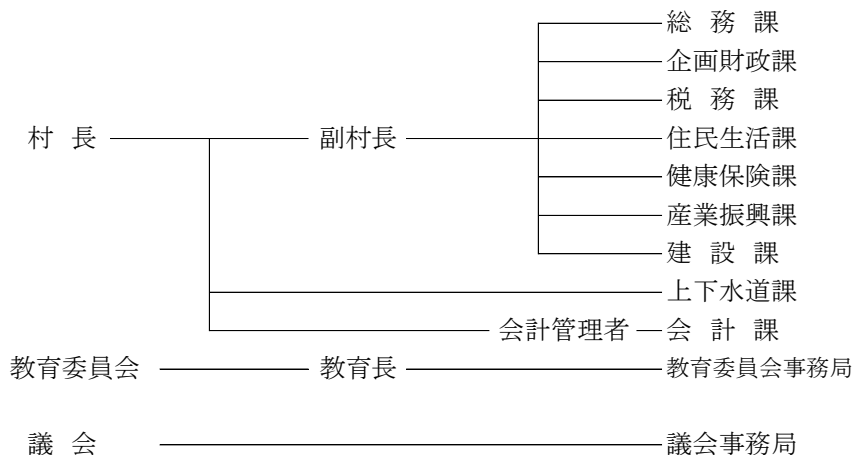 総 務 課
企画財政課
税 務 課
村 長 副村長 住民生活課
健康保険課
産業振興課
建 設 課
上下水道課
会計管理者 会 計 課
教育委員会 教育長 教育委員会事務局
議 会 議会事務局